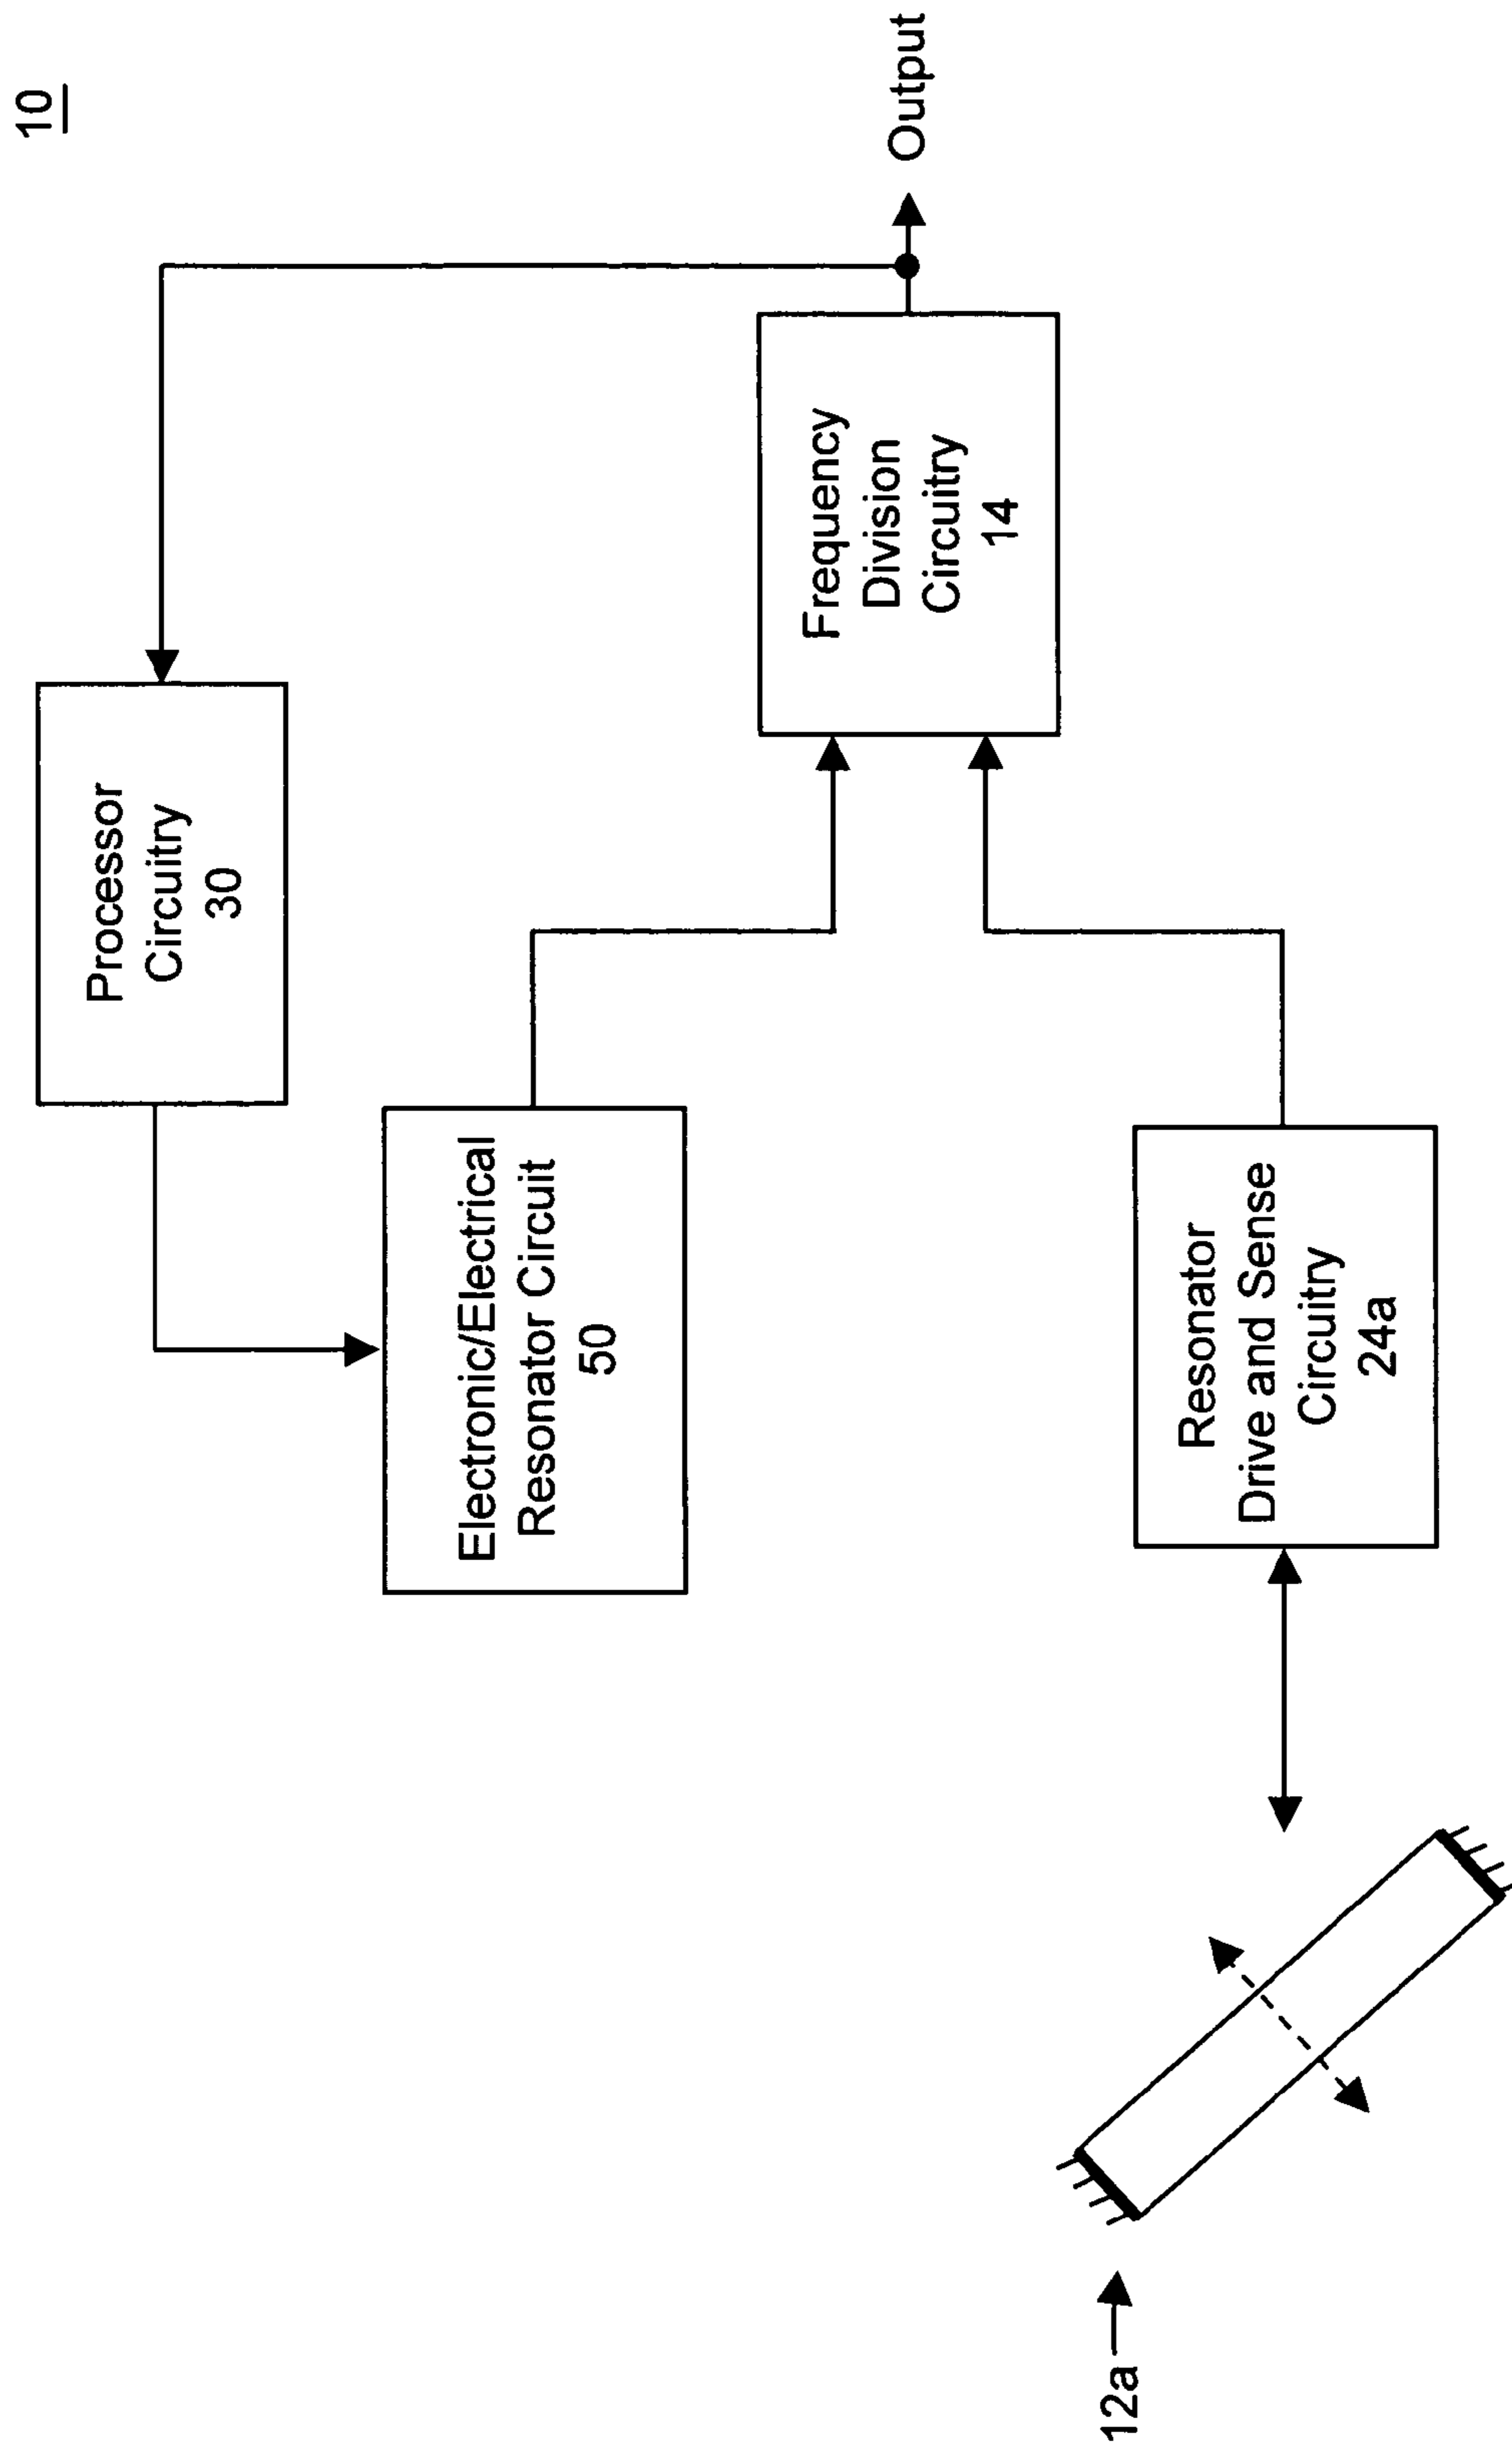 10
Processor
Circuitry
30
Electronic/Electrical
Resonator Circuit
50
Frequency
Division
Circuitry
14
Output
Resonator
Drive and Sense
Circuitry
24a
12a